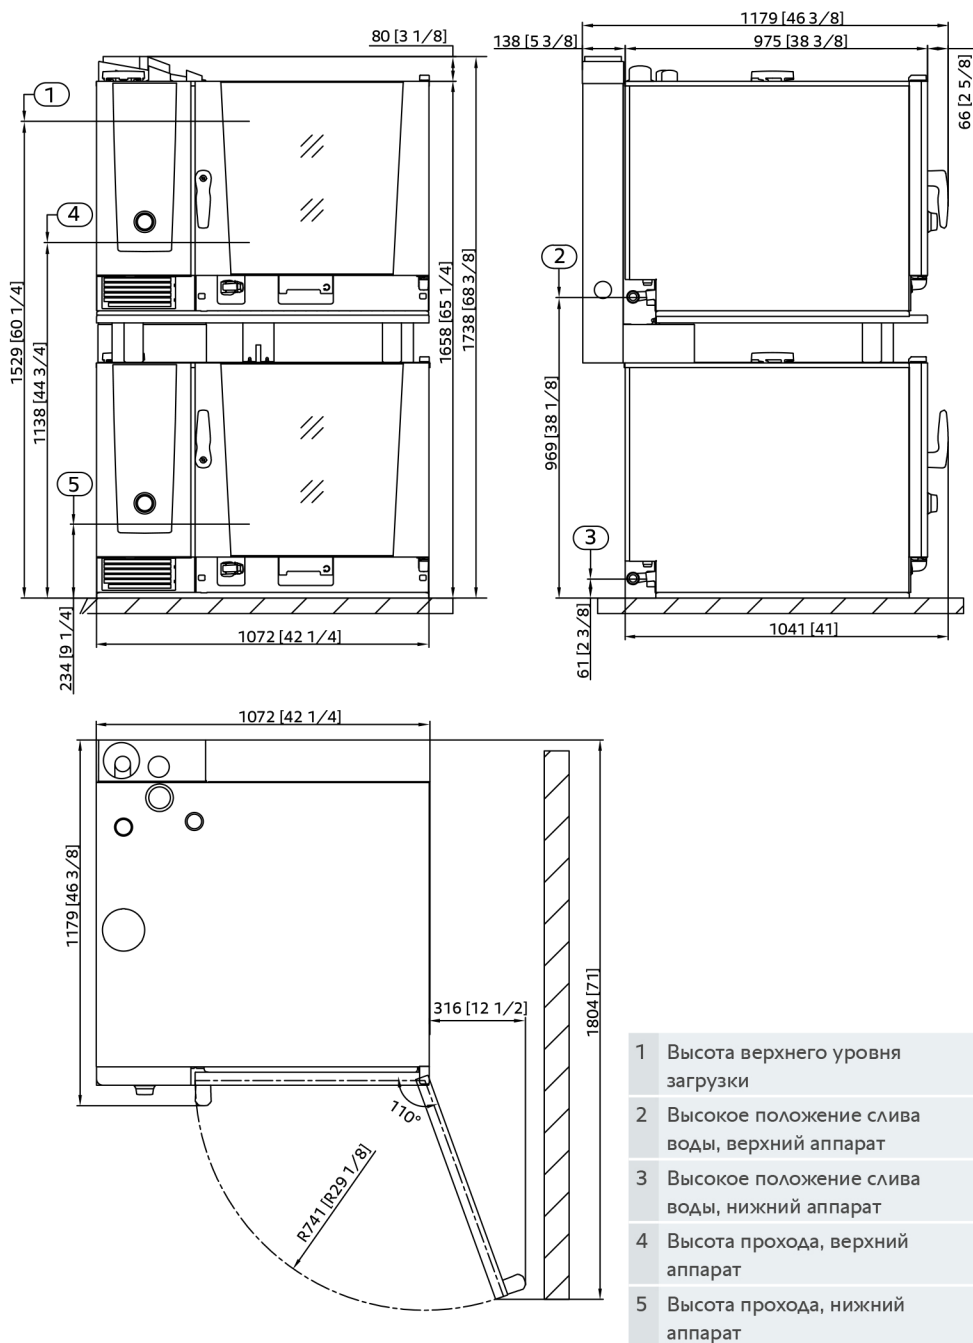 80 [3 1/8]
1
4
5
1529 [60 1/4]
1138 [44 3/4]
234 [9 1/4]
1658 [65 1/4]
1738 [68 3/8]
1072 [42 1/4]
1179 [46 3/8]
138 [5 3/8]
975 [38 3/8]
66 [2 5/8]
2
3
969 [38 1/8]
61 [2 3/8]
1041 [41]
1072 [42 1/4]
1179 [46 3/8]
316 [12 1/2]
1804 [71]
110°
R741 [R29 1/8]
1 Высота верхнего уровня
загрузки
2 Высокое положение слива
воды, верхний аппарат
3 Высокое положение слива
воды, нижний аппарат
4 Высота прохода, верхний
аппарат
5 Высота прохода, нижний
аппарат